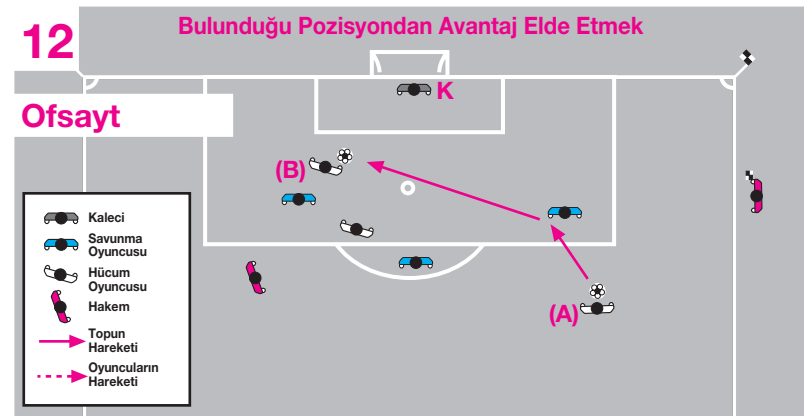 12
Bulunduğu Pozisyondan Avantaj Elde Etmek
Ofsayt
K
(B)
(A)
Kaleci
Savunma
Oyuncusu
Hücum
Oyuncusu
Hakem
Topun
Hareketi
Oyuncuların
Hareketi